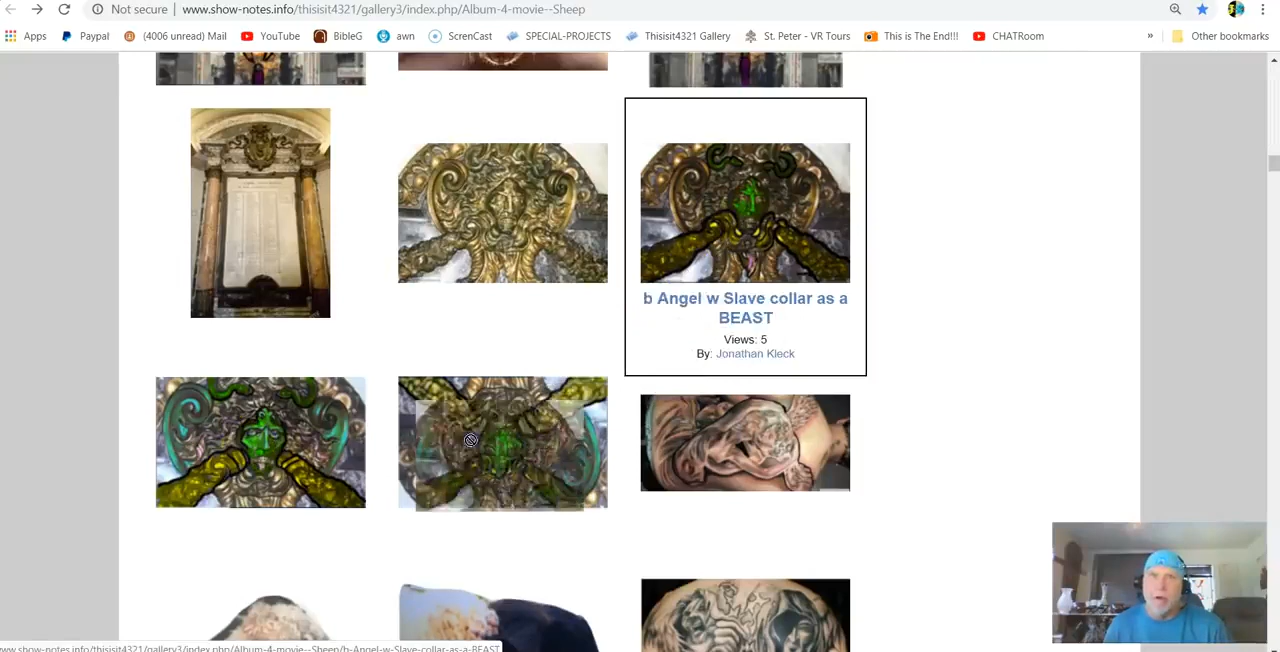 Not secure | www.show-notes.info/thisisit4321/gallery3/index.php/Album-4-movie--Sheep
Apps Paypal (4006 unread) Mail YouTube BibleG awn ScrenCast SPECIAL-PROJECTS Thisisit4321 Gallery St. Peter - VR Tours This is The End!!! CHATRoom » Other bookmarks
b Angel w Slave collar as a
BEAST
Views: 5
By: Jonathan Kleck
www.show-notes.info/thisisit4321/gallery3/index.php/Album-4-movie--Sheep/b-Angel-w-Slave-collar-as-a-BEAST